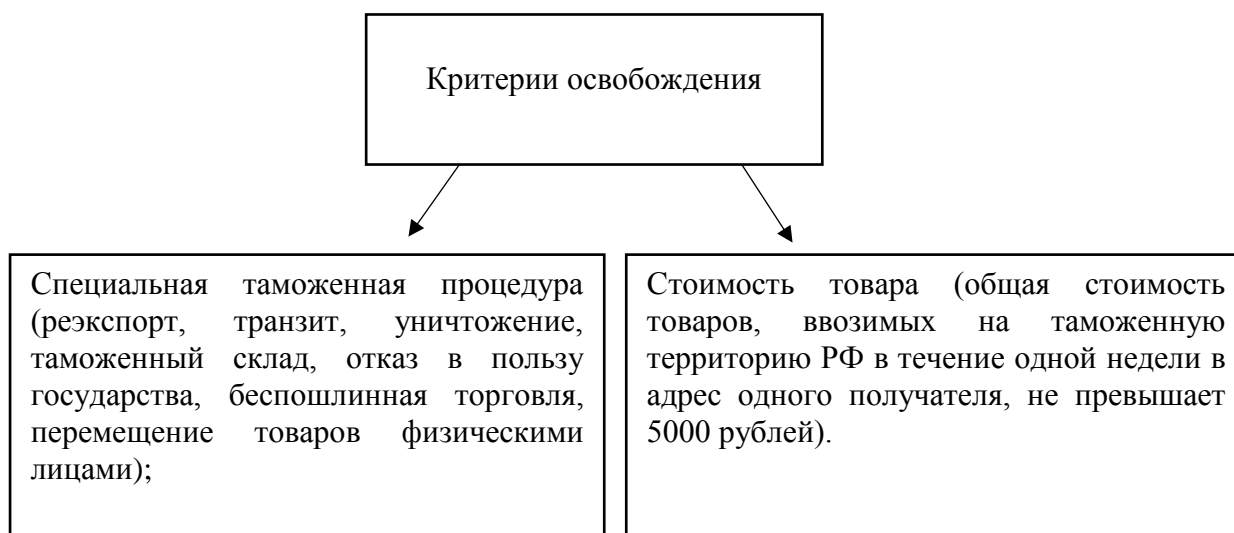 Критерии освобождения
Специальная таможенная процедура
(реэкспорт, транзит, уничтожение,
таможенный склад, отказ в пользу
государства, беспошлинная торговля,
перемещение товаров физическими
лицами);
Стоимость товара (общая стоимость
товаров, ввозимых на таможенную
территорию РФ в течение одной недели в
адрес одного получателя, не превышает
5000 рублей).